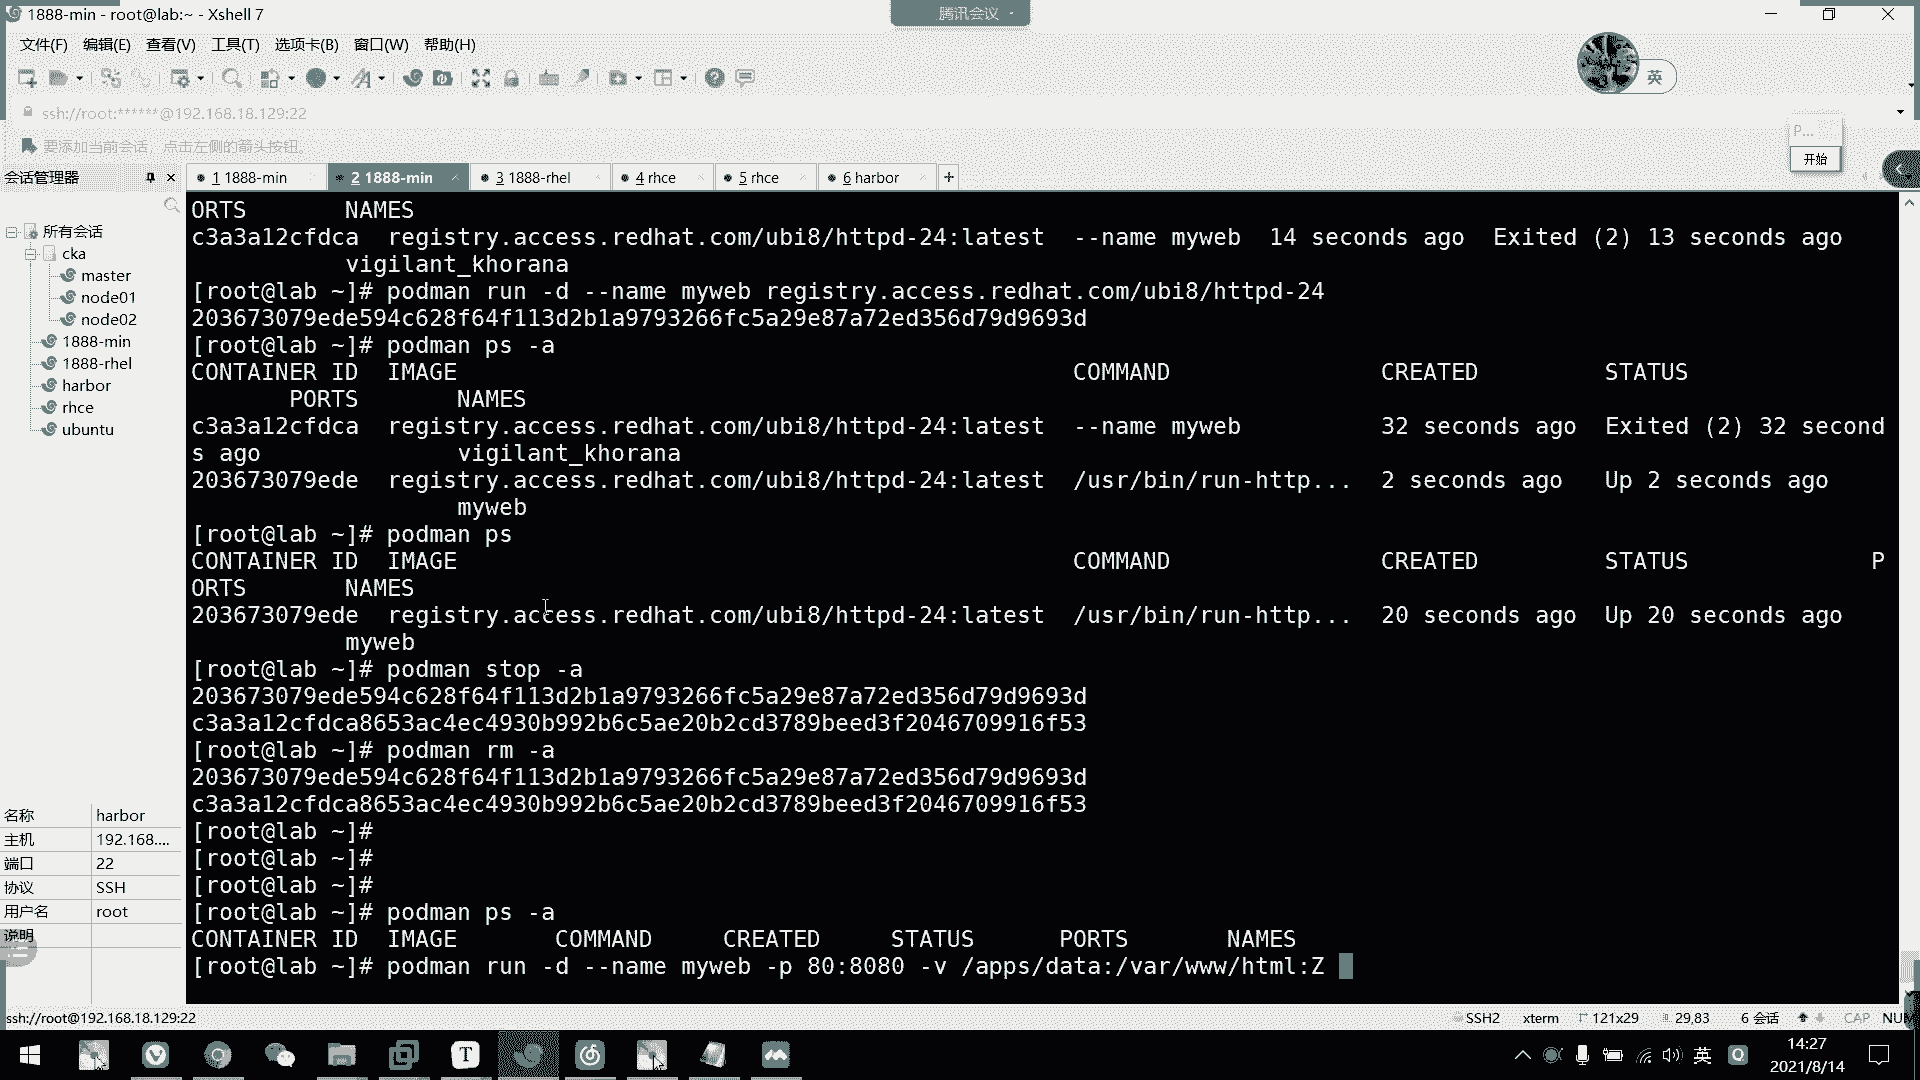 1888-min - root@lab:~ - Xshell 7
腾讯会议
文件(F) 编辑(E) 查看(V) 工具(T) 选项卡(B) 窗口(W) 帮助(H)
英
ssh://root:******@192.168.18.129:22
P...
要添加当前会话，点击左侧的箭头按钮。
开始
会话管理器
1 1888-min 2 1888-min 3 1888-rhel 4 rhce 5 rhce 6 harbor
所有会话
cka
master
node01
node02
1888-min
1888-rhel
harbor
rhce
ubuntu
名称 harbor
主机 192.168....
端口 22
协议 SSH
用户名 root
说明
ORTS NAMES
c3a3a12cfdca registry.access.redhat.com/ubi8/httpd-24:latest --name myweb 14 seconds ago Exited (2) 13 seconds ago
vigilant_khorana
[root@lab ~]# podman run -d --name myweb registry.access.redhat.com/ubi8/httpd-24
203673079ede594c628f64f113d2b1a9793266fc5a29e87a72ed356d79d9693d
[root@lab ~]# podman ps -a
CONTAINER ID IMAGE COMMAND CREATED STATUS
PORTS NAMES
c3a3a12cfdca registry.access.redhat.com/ubi8/httpd-24:latest --name myweb 32 seconds ago Exited (2) 32 second
s ago vigilant_khorana
203673079ede registry.access.redhat.com/ubi8/httpd-24:latest /usr/bin/run-http... 2 seconds ago Up 2 seconds ago
myweb
[root@lab ~]# podman ps
CONTAINER ID IMAGE COMMAND CREATED STATUS P
ORTS NAMES
203673079ede registry.access.redhat.com/ubi8/httpd-24:latest /usr/bin/run-http... 20 seconds ago Up 20 seconds ago
myweb
[root@lab ~]# podman stop -a
203673079ede594c628f64f113d2b1a9793266fc5a29e87a72ed356d79d9693d
c3a3a12cfdca8653ac4ec4930b992b6c5ae20b2cd3789beed3f2046709916f53
[root@lab ~]# podman rm -a
203673079ede594c628f64f113d2b1a9793266fc5a29e87a72ed356d79d9693d
c3a3a12cfdca8653ac4ec4930b992b6c5ae20b2cd3789beed3f2046709916f53
[root@lab ~]#
[root@lab ~]#
[root@lab ~]#
[root@lab ~]# podman ps -a
CONTAINER ID IMAGE COMMAND CREATED STATUS PORTS NAMES
[root@lab ~]# podman run -d --name myweb -p 80:8080 -v /apps/data:/var/www/html:Z
ssh://root@192.168.18.129:22 SSH2 xterm 121x29 29,83 6 会话 CAP NUM
英
14:27
2021/8/14